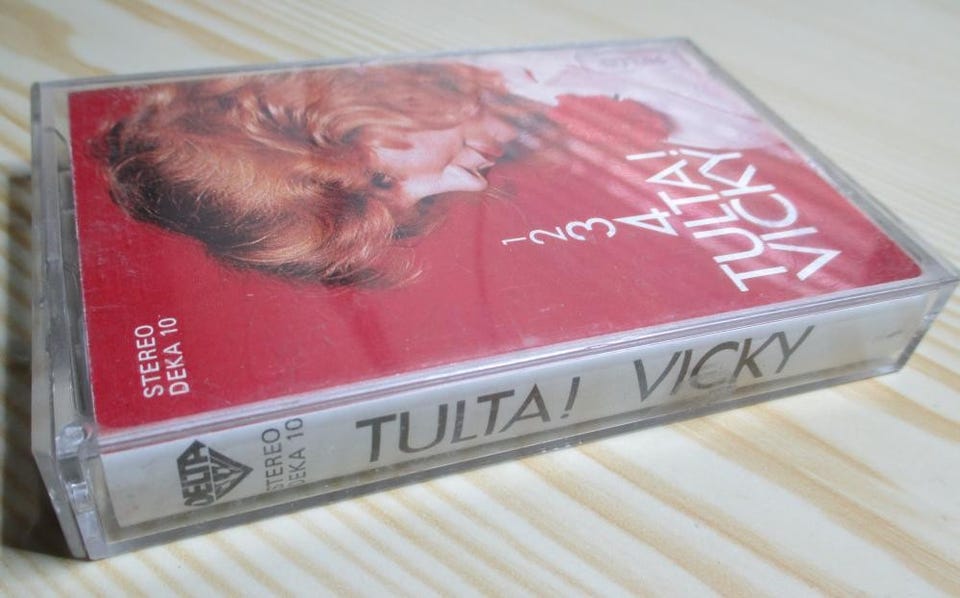 1
2
3
4
TULTA!
VICKY
STEREO
DEKA 10
DELTA
STEREO
DEKA 10
TULTA! VICKY